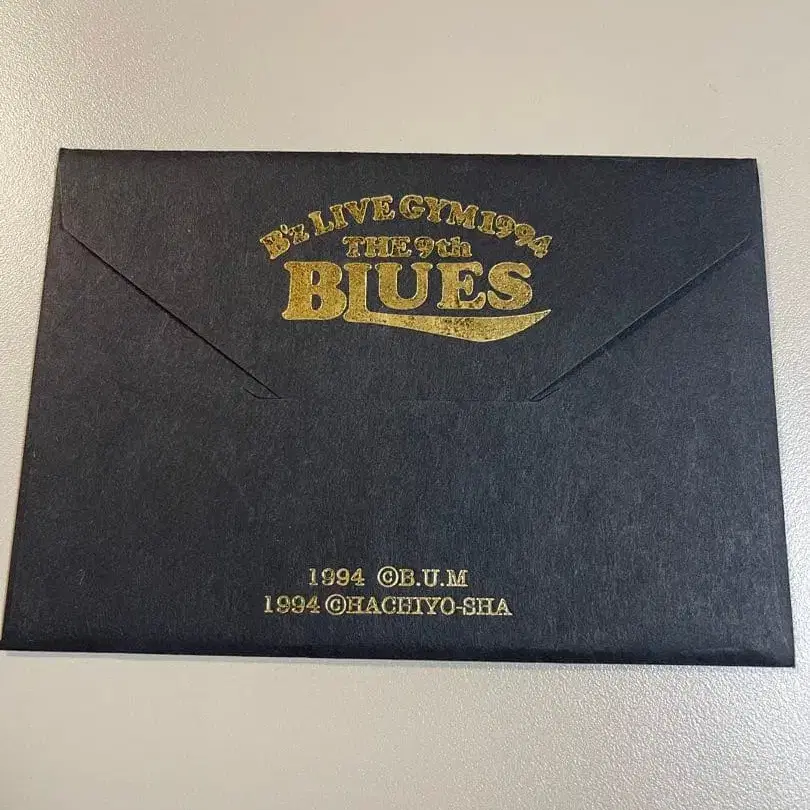 B'z LIVE GYM 1994
THE 9th
BLUES
1994 ©B.U.M
1994 ©HACHIYO-SHA